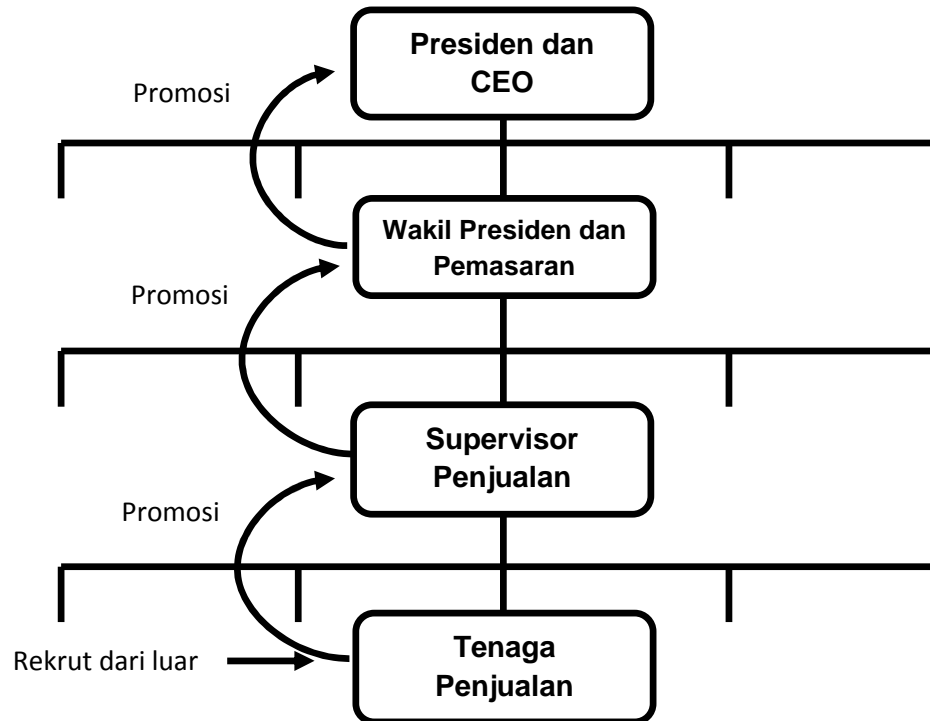 Presiden dan
CEO
Promosi
Wakil Presiden dan
Pemasaran
Promosi
Supervisor
Penjualan
Promosi
Tenaga
Penjualan
Rekrut dari luar